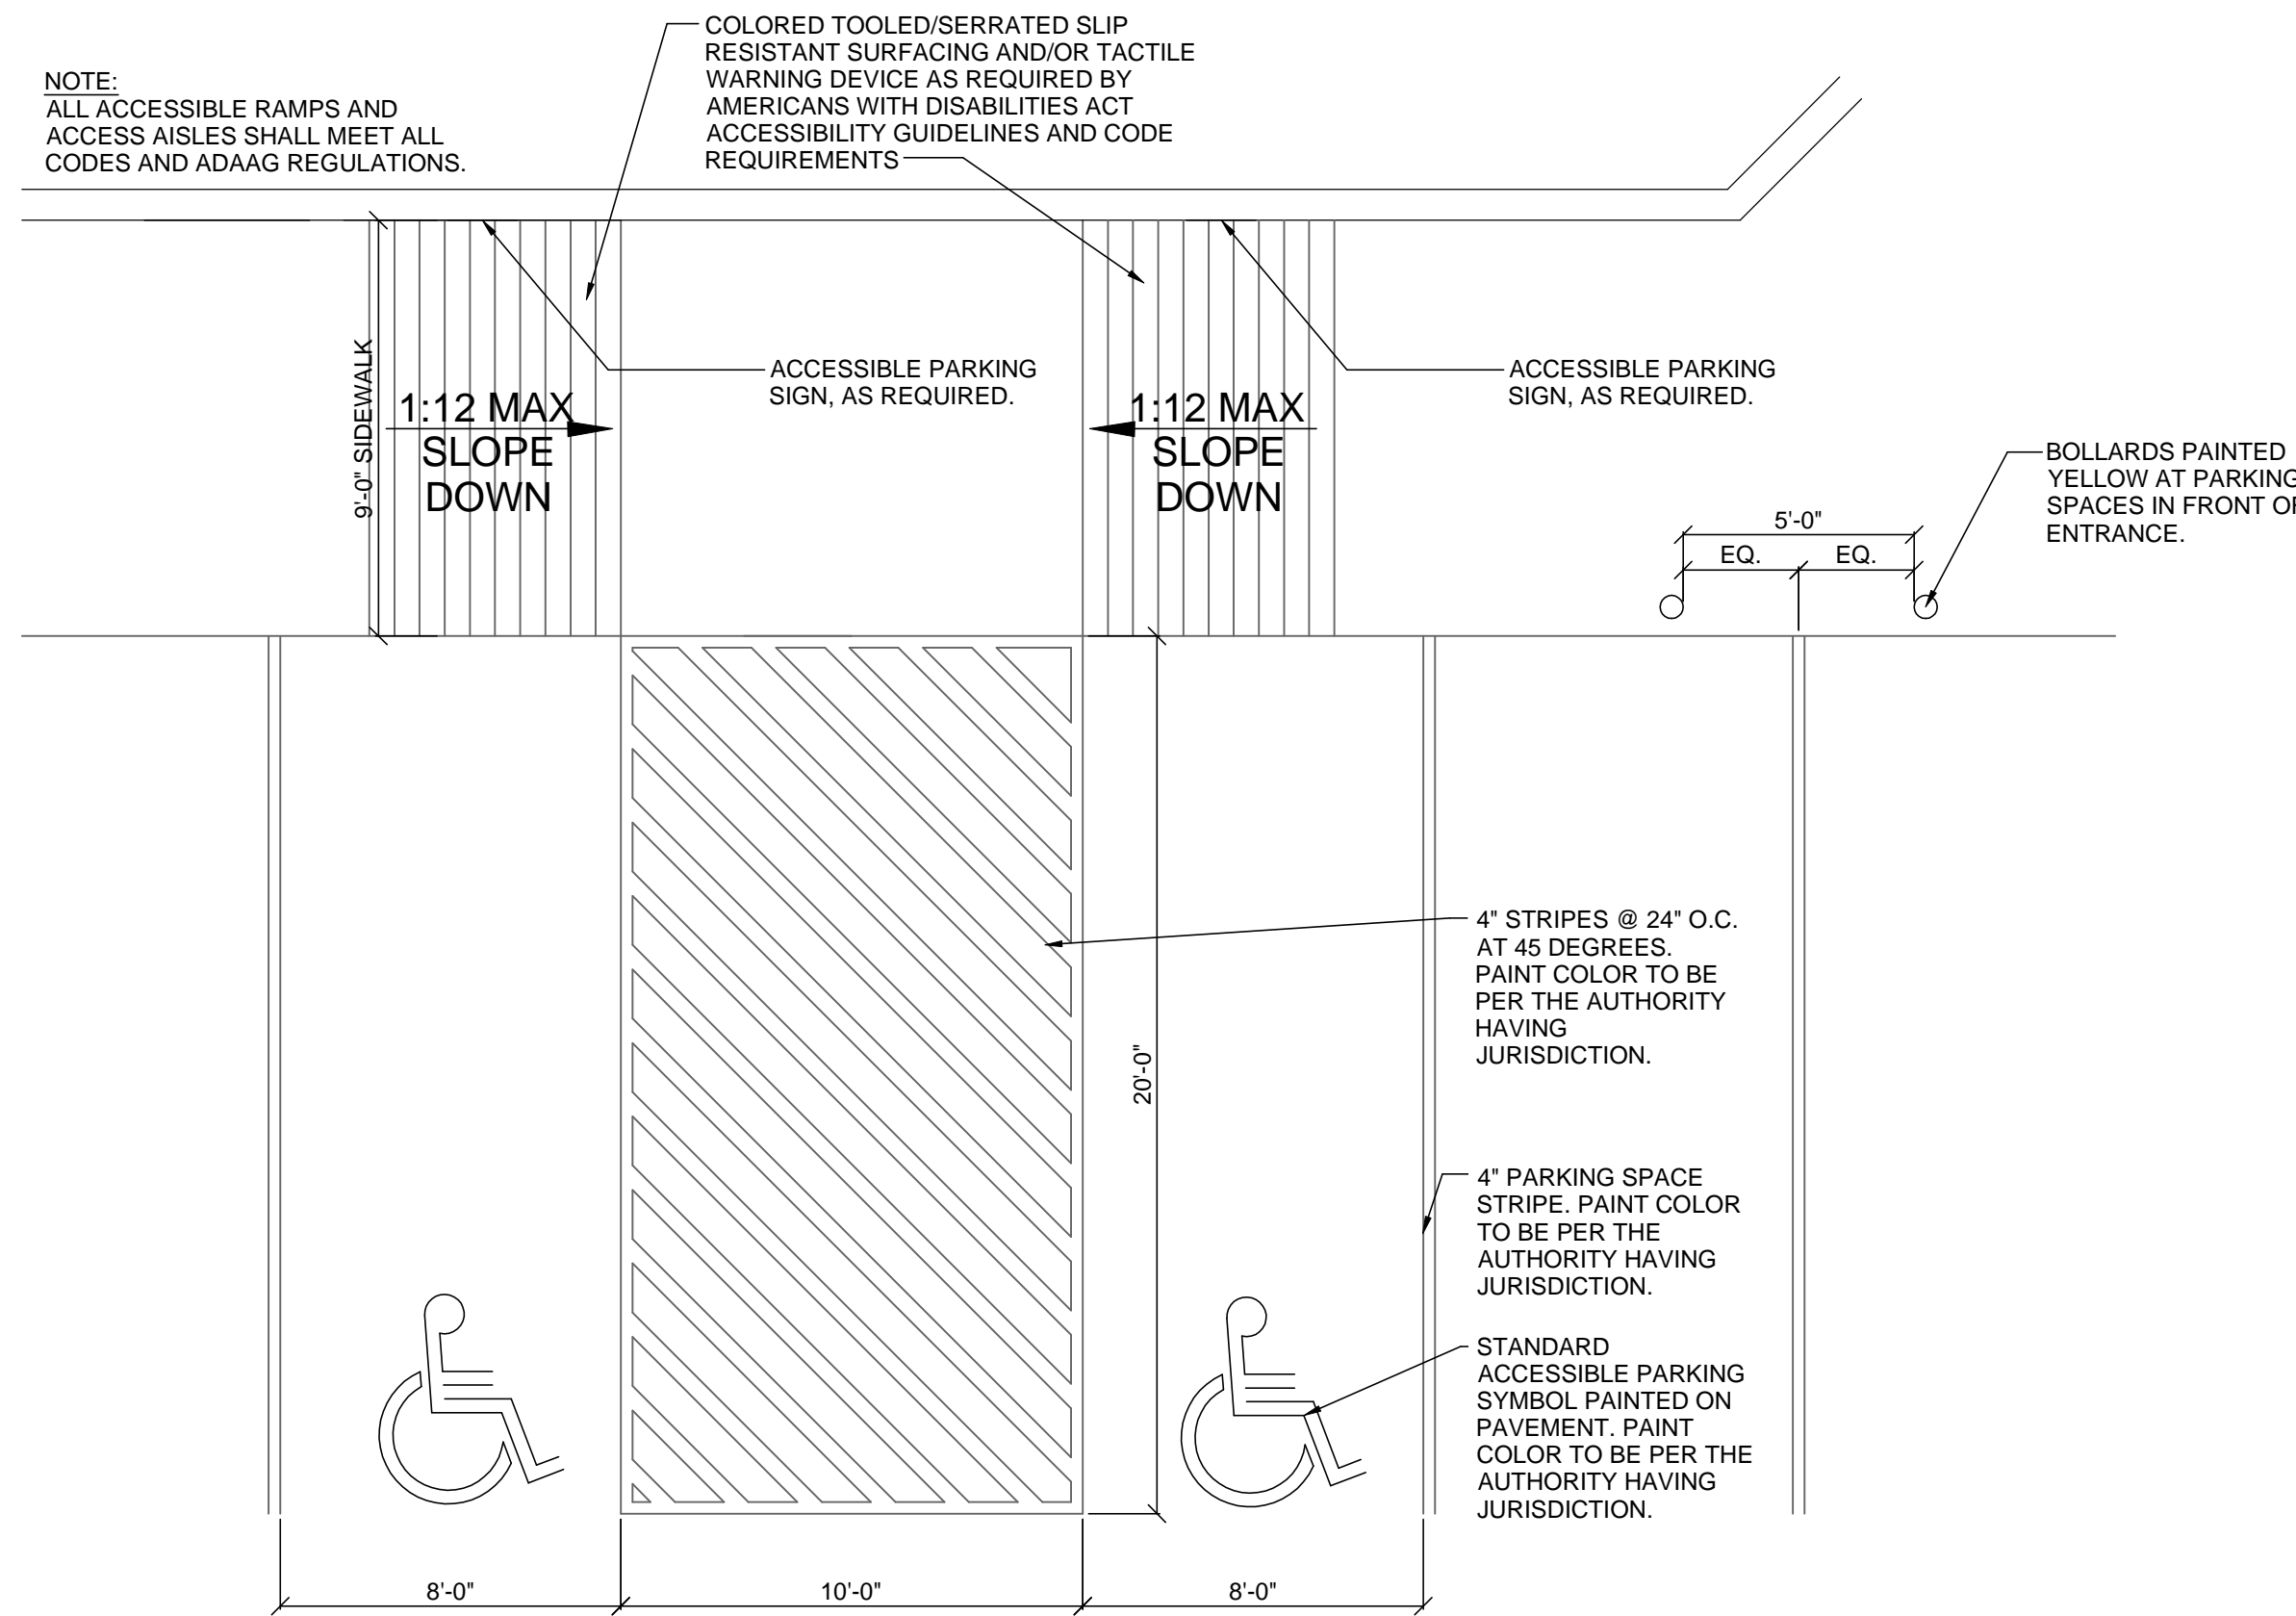 COLORED TOOLED/SERRATED SLIP
RESISTANT SURFACING AND/OR TACTILE
WARNING DEVICE AS REQUIRED BY
AMERICANS WITH DISABILITIES ACT
ACCESSIBILITY GUIDELINES AND CODE
REQUIREMENTS
NOTE:
ALL ACCESSIBLE RAMPS AND
ACCESS AISLES SHALL MEET ALL
CODES AND ADAAG REGULATIONS.
9'-0" SIDEWALK
1:12 MAX
SLOPE
DOWN
ACCESSIBLE PARKING
SIGN, AS REQUIRED.
1:12 MAX
SLOPE
DOWN
ACCESSIBLE PARKING
SIGN, AS REQUIRED.
BOLLARDS PAINTED
YELLOW AT PARKING
SPACES IN FRONT OF
ENTRANCE.
5'-0"
EQ. EQ.
4" STRIPES @ 24" O.C.
AT 45 DEGREES.
PAINT COLOR TO BE
PER THE AUTHORITY
HAVING
JURISDICTION.
20'-0"
4" PARKING SPACE
STRIPE. PAINT COLOR
TO BE PER THE
AUTHORITY HAVING
JURISDICTION.
STANDARD
ACCESSIBLE PARKING
SYMBOL PAINTED ON
PAVEMENT. PAINT
COLOR TO BE PER THE
AUTHORITY HAVING
JURISDICTION.
8'-0" 10'-0" 8'-0"